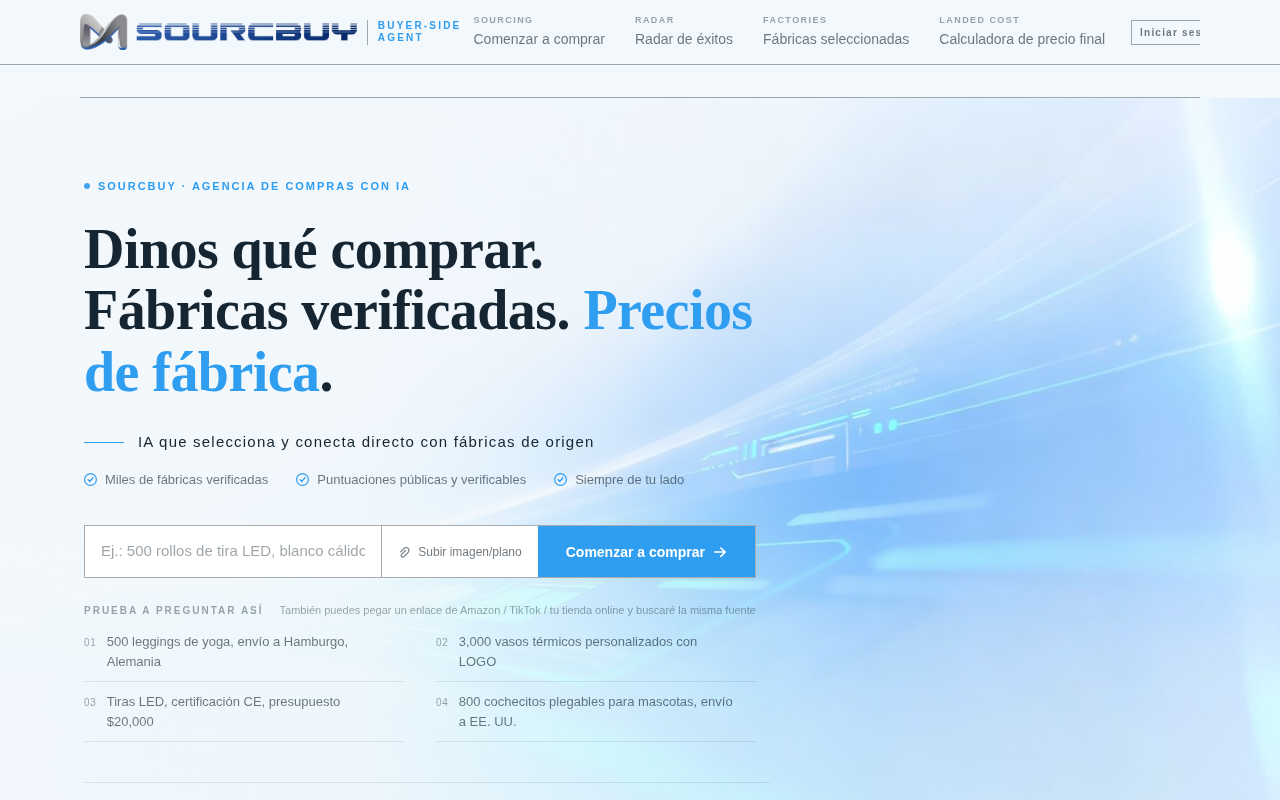 SOURCBUY
BUYER-SIDE
AGENT
SOURCING
Comenzar a comprar
RADAR
Radar de éxitos
FACTORIES
Fábricas seleccionadas
LANDED COST
Calculadora de precio final
Iniciar ses
SOURCBUY · AGENCIA DE COMPRAS CON IA
Dinos qué comprar.
Fábricas verificadas. Precios
de fábrica.
IA que selecciona y conecta directo con fábricas de origen
Miles de fábricas verificadas
Puntuaciones públicas y verificables
Siempre de tu lado
Ej.: 500 rollos de tira LED, blanco cálido
Subir imagen/plano
Comenzar a comprar
PRUEBA A PREGUNTAR ASÍ
También puedes pegar un enlace de Amazon / TikTok / tu tienda online y buscaré la misma fuente
01 500 leggings de yoga, envío a Hamburgo,
Alemania
02 3,000 vasos térmicos personalizados con
LOGO
03 Tiras LED, certificación CE, presupuesto
$20,000
04 800 cochecitos plegables para mascotas, envío
a EE. UU.